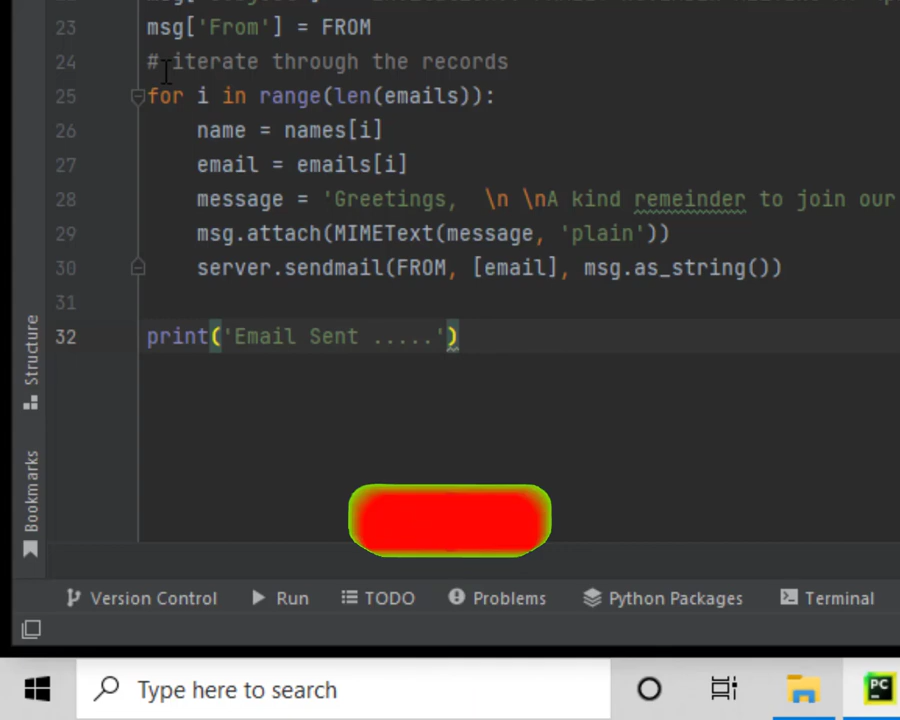 23 msg['From'] = FROM
24 # iterate through the records
25 for i in range(len(emails)):
26 name = names[i]
27 email = emails[i]
28 message = 'Greetings,  \n \nA kind remeinder to join our
29 msg.attach(MIMEText(message, 'plain'))
30 server.sendmail(FROM, [email], msg.as_string())
31
32 print('Email Sent .....')
Structure
Bookmarks
Version Control Run TODO Problems Python Packages Terminal
Type here to search PC